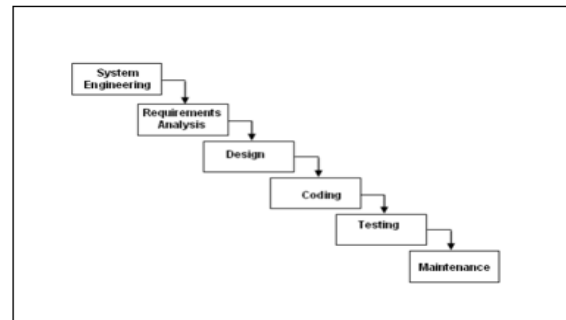 System
Engineering
Requirements
Analysis
Design
Coding
Testing
Maintenance